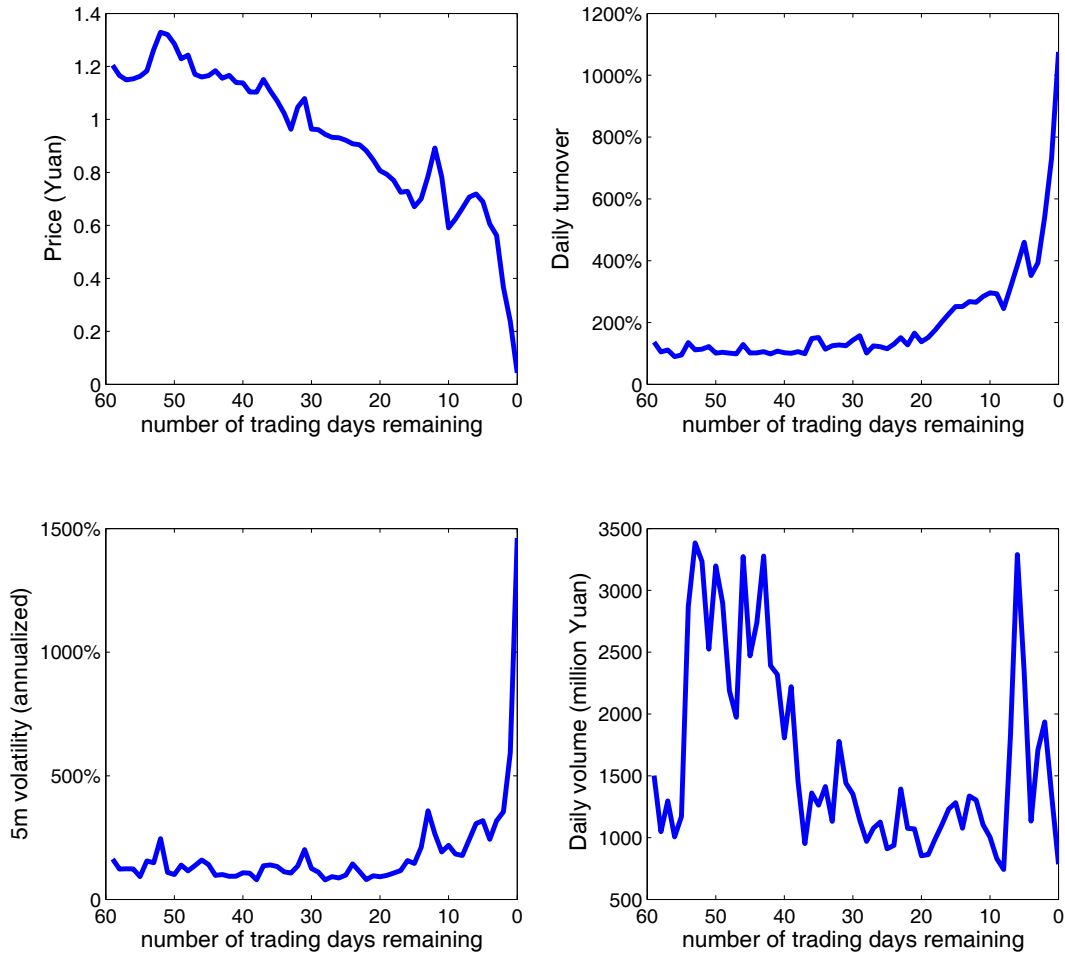 Price (Yuan)
1.4
1.2
1
0.8
0.6
0.4
0.2
0
60 50 40 30 20 10 0
number of trading days remaining
Daily turnover
1200%
1000%
800%
600%
400%
200%
0
60 50 40 30 20 10 0
number of trading days remaining
5m volatility (annualized)
1500%
1000%
500%
0
60 50 40 30 20 10 0
number of trading days remaining
Daily volume (million Yuan)
3500
3000
2500
2000
1500
1000
500
60 50 40 30 20 10 0
number of trading days remaining